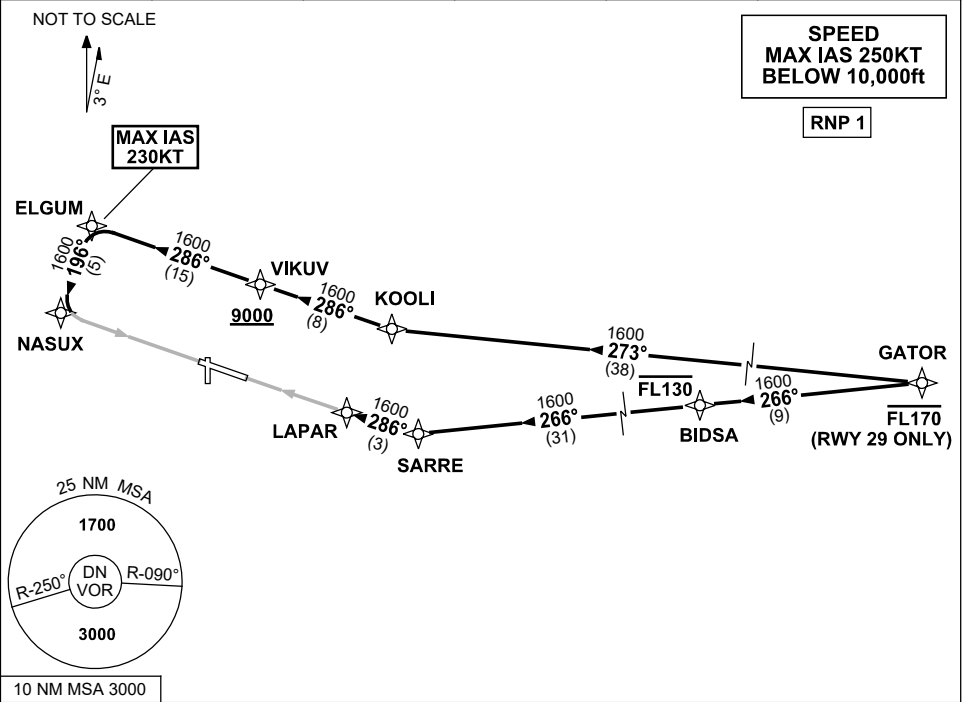 NOT TO SCALE
3° E
SPEED
MAX IAS 250KT
BELOW 10,000ft
RNP 1
MAX IAS
230KT
ELGUM
1600
286°
(15)
VIKUV
9000
1600
286°
(8)
KOOLI
1600
196°
(5)
NASUX
1600
273°
(38)
GATOR
FL170
(RWY 29 ONLY)
1600
266°
(9)
FL130
BIDSA
1600
266°
(31)
LAPAR
1600
286°
(3)
SARRE
25 NM MSA
1700
DN
VOR
R-250°
R-090°
3000
10 NM MSA 3000